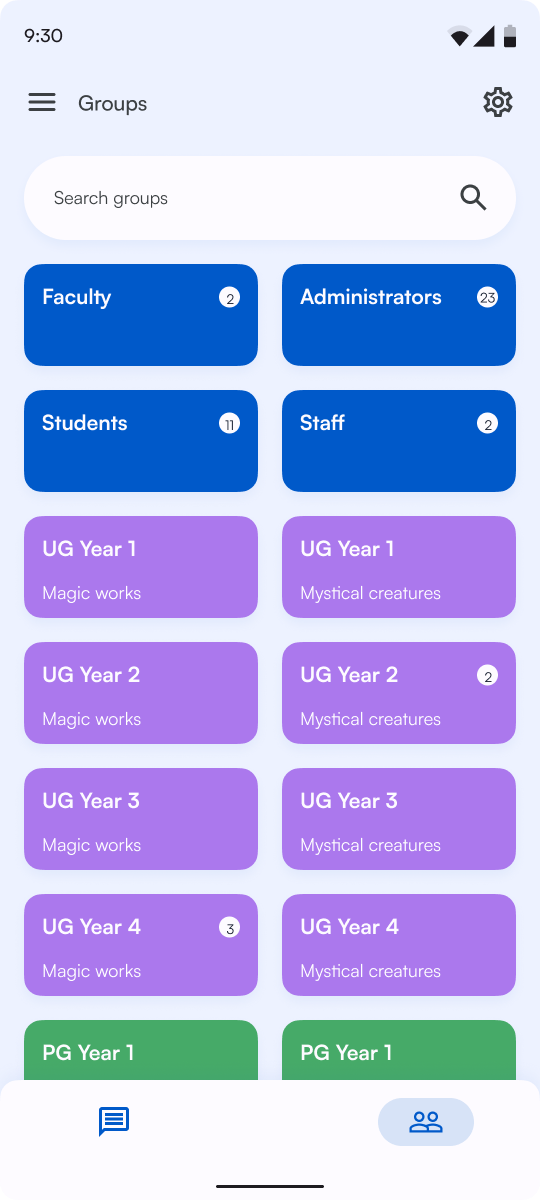 9:30
Groups
Search groups
Faculty 2
Administrators 23
Students 11
Staff 2
UG Year 1
Magic works
UG Year 1
Mystical creatures
UG Year 2
Magic works
UG Year 2 2
Mystical creatures
UG Year 3
Magic works
UG Year 3
Mystical creatures
UG Year 4 3
Magic works
UG Year 4
Mystical creatures
PG Year 1
PG Year 1